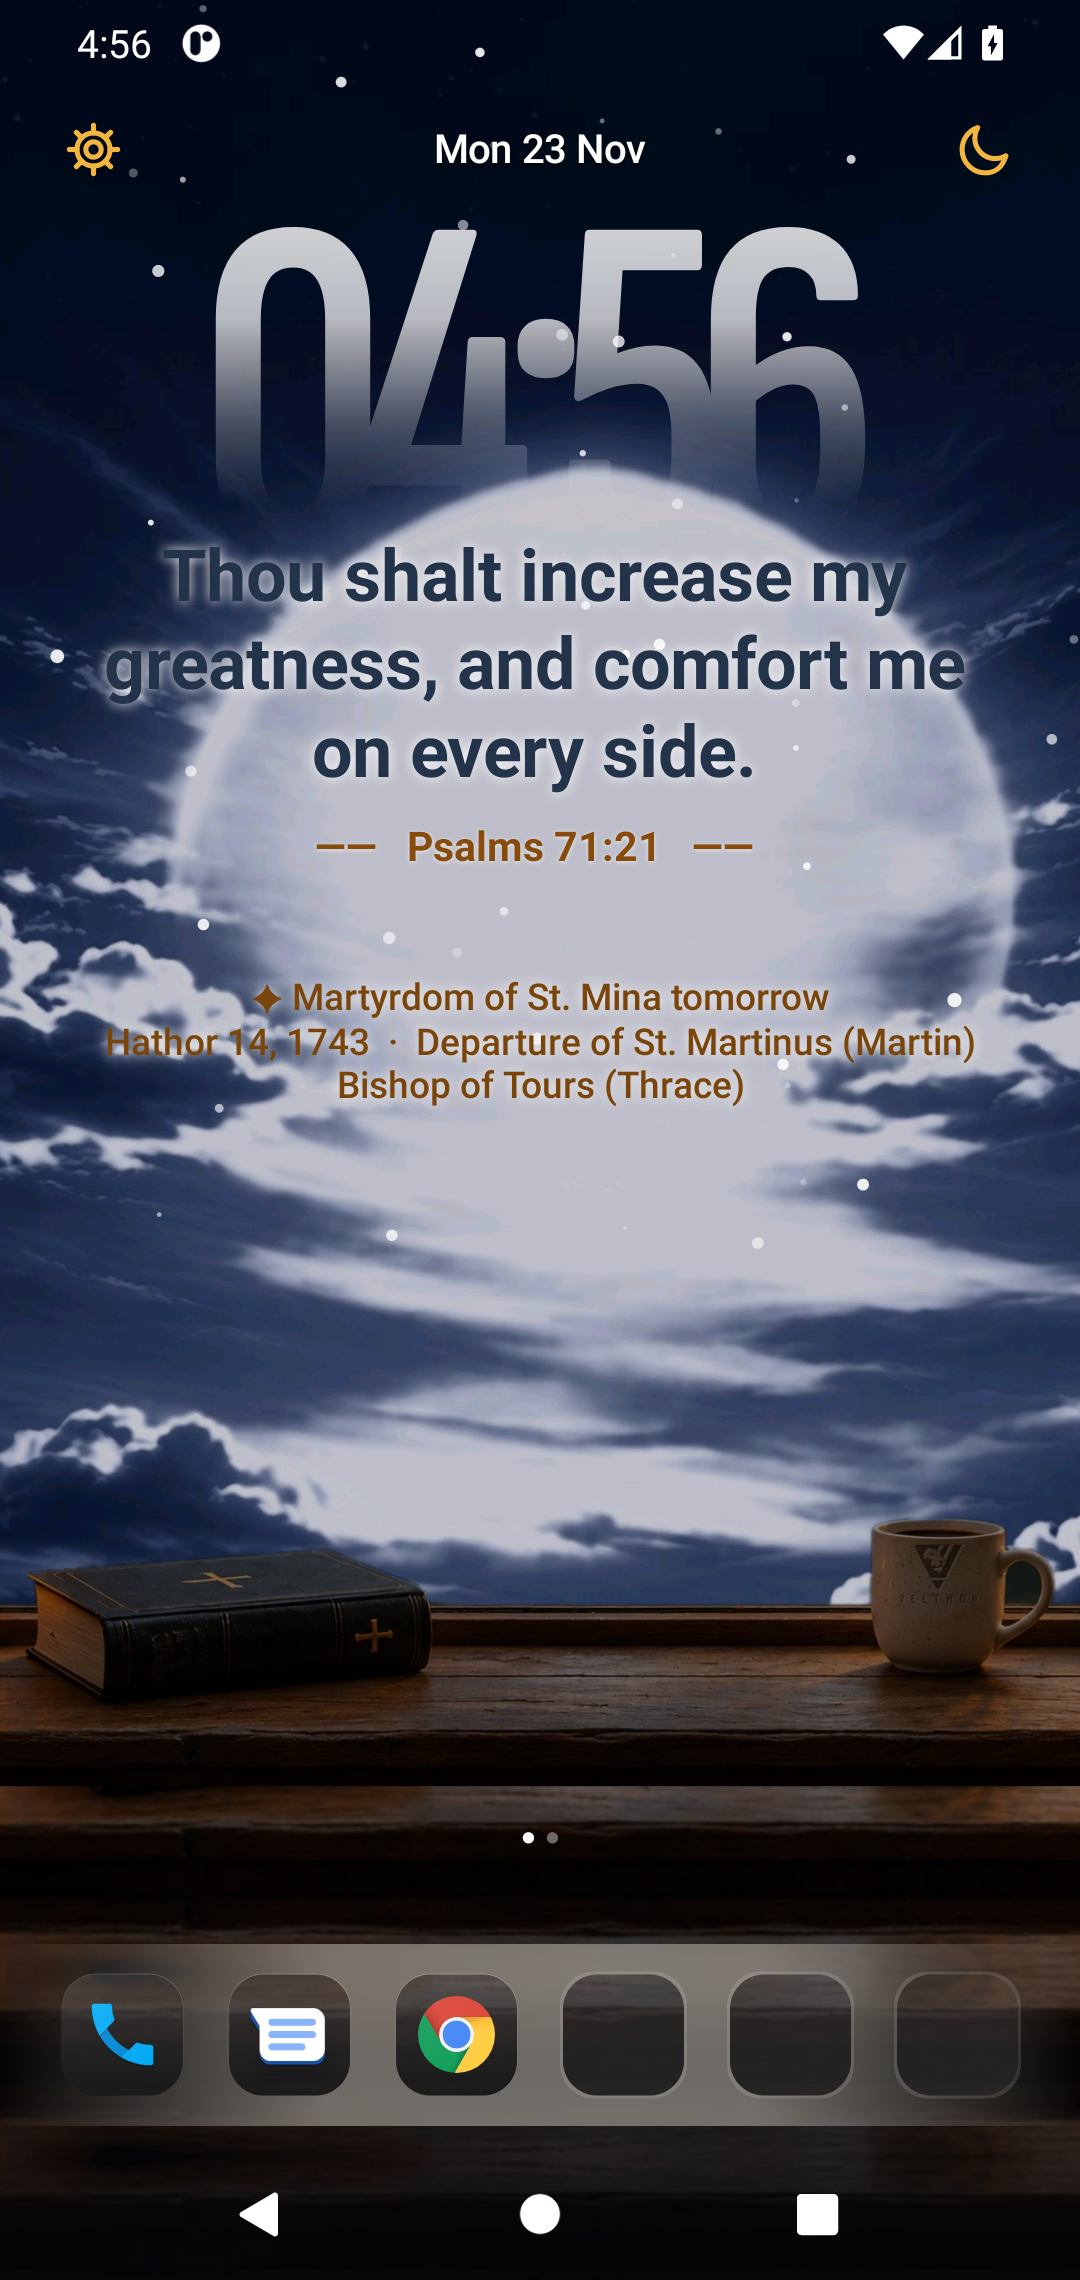 4:56
Mon 23 Nov
04:56
Thou shalt increase my
greatness, and comfort me
on every side.
—— Psalms 71:21 ——
✦ Martyrdom of St. Mina tomorrow
Hathor 14, 1743 · Departure of St. Martinus (Martin)
Bishop of Tours (Thrace)
VELTHON